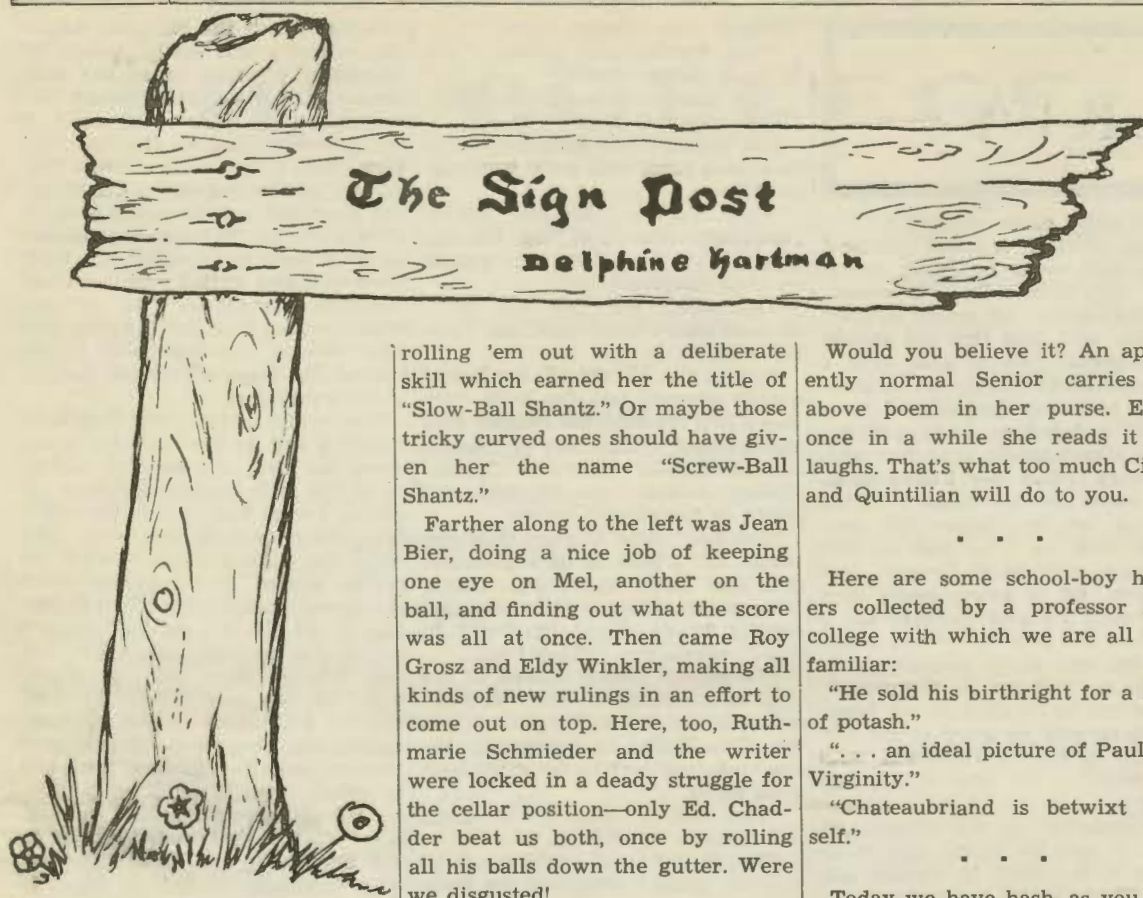 The Sign Post
Delphine Hartman
rolling 'em out with a deliberate
skill which earned her the title of
"Slow-Ball Shantz." Or maybe those
tricky curved ones should have giv-
en her the name "Screw-Ball
Shantz."
Farther along to the left was Jean
Bier, doing a nice job of keeping
one eye on Mel, another on the
ball, and finding out what the score
was all at once. Then came Roy
Grosz and Eldy Winkler, making all
kinds of new rulings in an effort to
come out on top. Here, too, Ruth-
marie Schmieder and the writer
were locked in a deady struggle for
the cellar position—only Ed. Chad-
der beat us both, once by rolling
all his balls down the gutter. Were
we disgusted!
Would you believe it? An ap
ently normal Senior carries
above poem in her purse. E
once in a while she reads it
laughs. That's what too much Ci
and Quintilian will do to you.
Here are some school-boy h
ers collected by a professor
college with which we are all
familiar:
"He sold his birthright for a
of potash."
". . . an ideal picture of Paul
Virginity."
"Chateaubriand is betwixt
self."
Today we have hash, as you